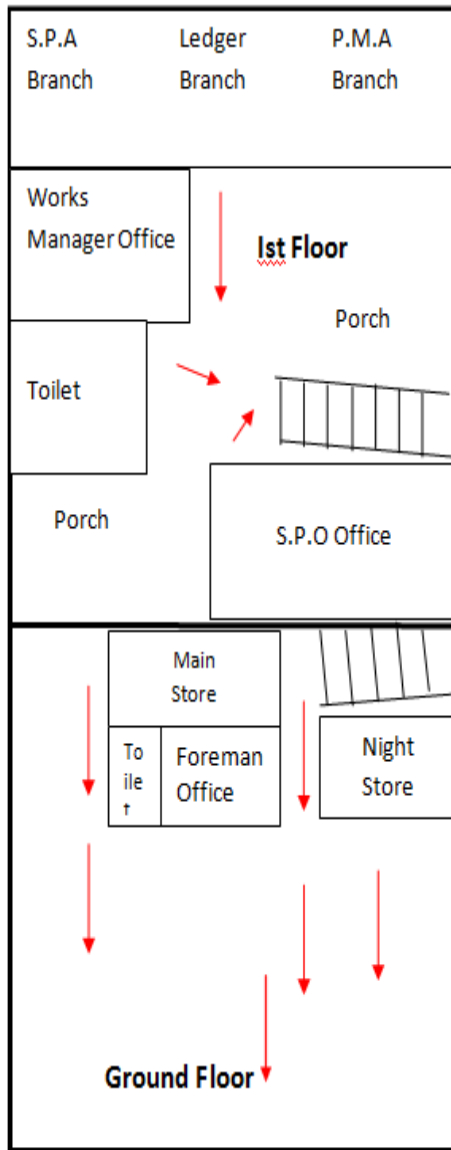 S.P.A Branch
Ledger Branch
P.M.A Branch
Works
Manager Office
Ist Floor
Porch
Toilet
Porch
S.P.O Office
Main
Store
To
ile
t
Foreman
Office
Night
Store
Ground Floor